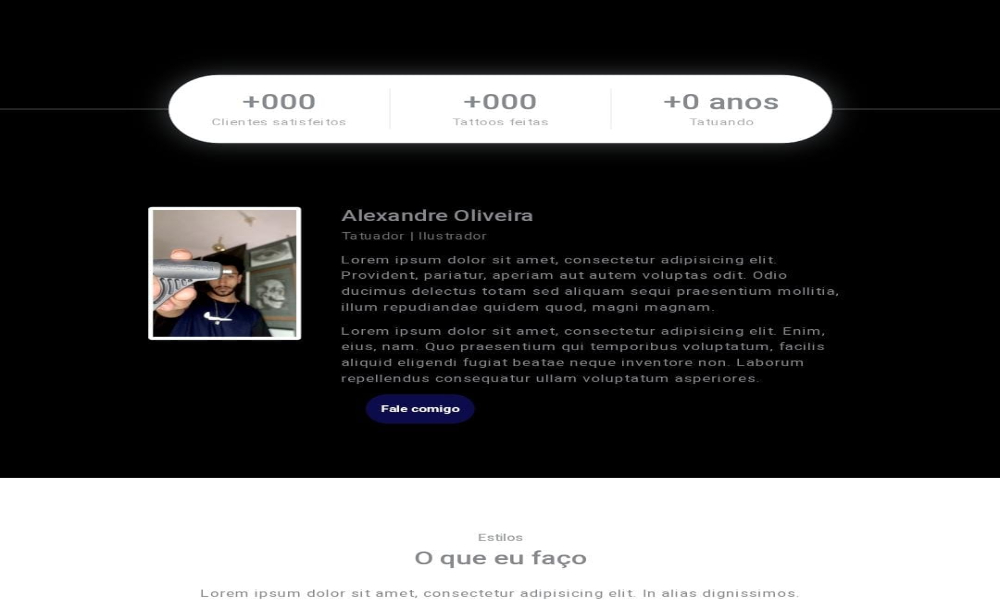 +000
Clientes satisfeitos
+000
Tattoos feitas
+0 anos
Tatuando
Alexandre Oliveira
Tatuador | Ilustrador
Lorem ipsum dolor sit amet, consectetur adipisicing elit.
Provident, pariatur, aperiam aut autem voluptas odit. Odio
ducimus delectus totam sed aliquam sequi praesentium mollitia,
illum repudiandae quidem quod, magni magnam.
Lorem ipsum dolor sit amet, consectetur adipisicing elit. Enim,
eius, nam. Quo praesentium qui temporibus voluptatum, facilis
aliquid eligendi fugiat beatae neque inventore non. Laborum
repellendus consequatur ullam voluptatum asperiores.
Fale comigo
Estilos
O que eu faço
Lorem ipsum dolor sit amet, consectetur adipisicing elit. In alias dignissimos.